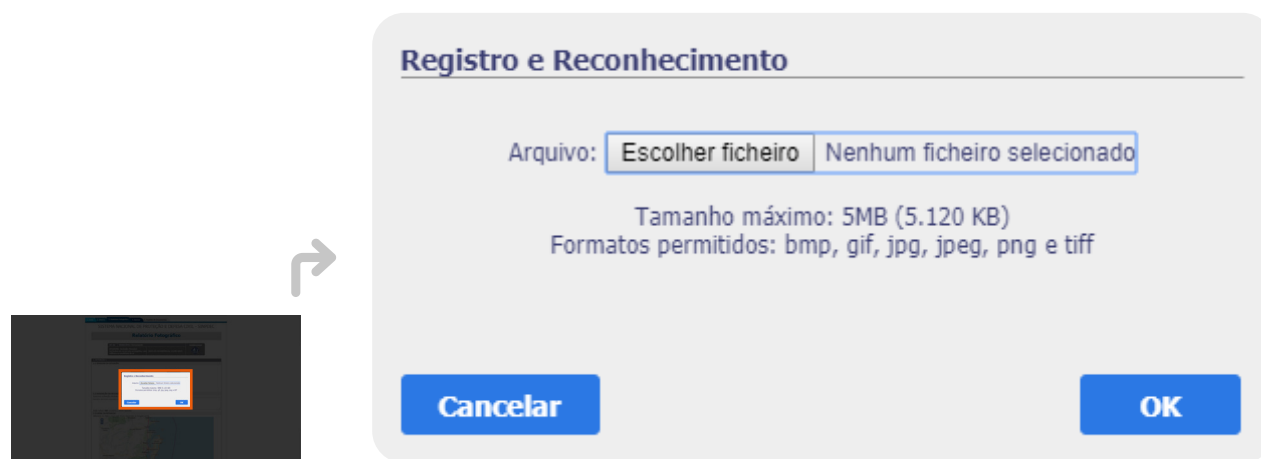 Registro e Reconhecimento
Arquivo: Escolher ficheiro Nenhum ficheiro selecionado
Tamanho máximo: 5MB (5.120 KB)
Formatos permitidos: bmp, gif, jpg, jpeg, png e tiff
Cancelar OK